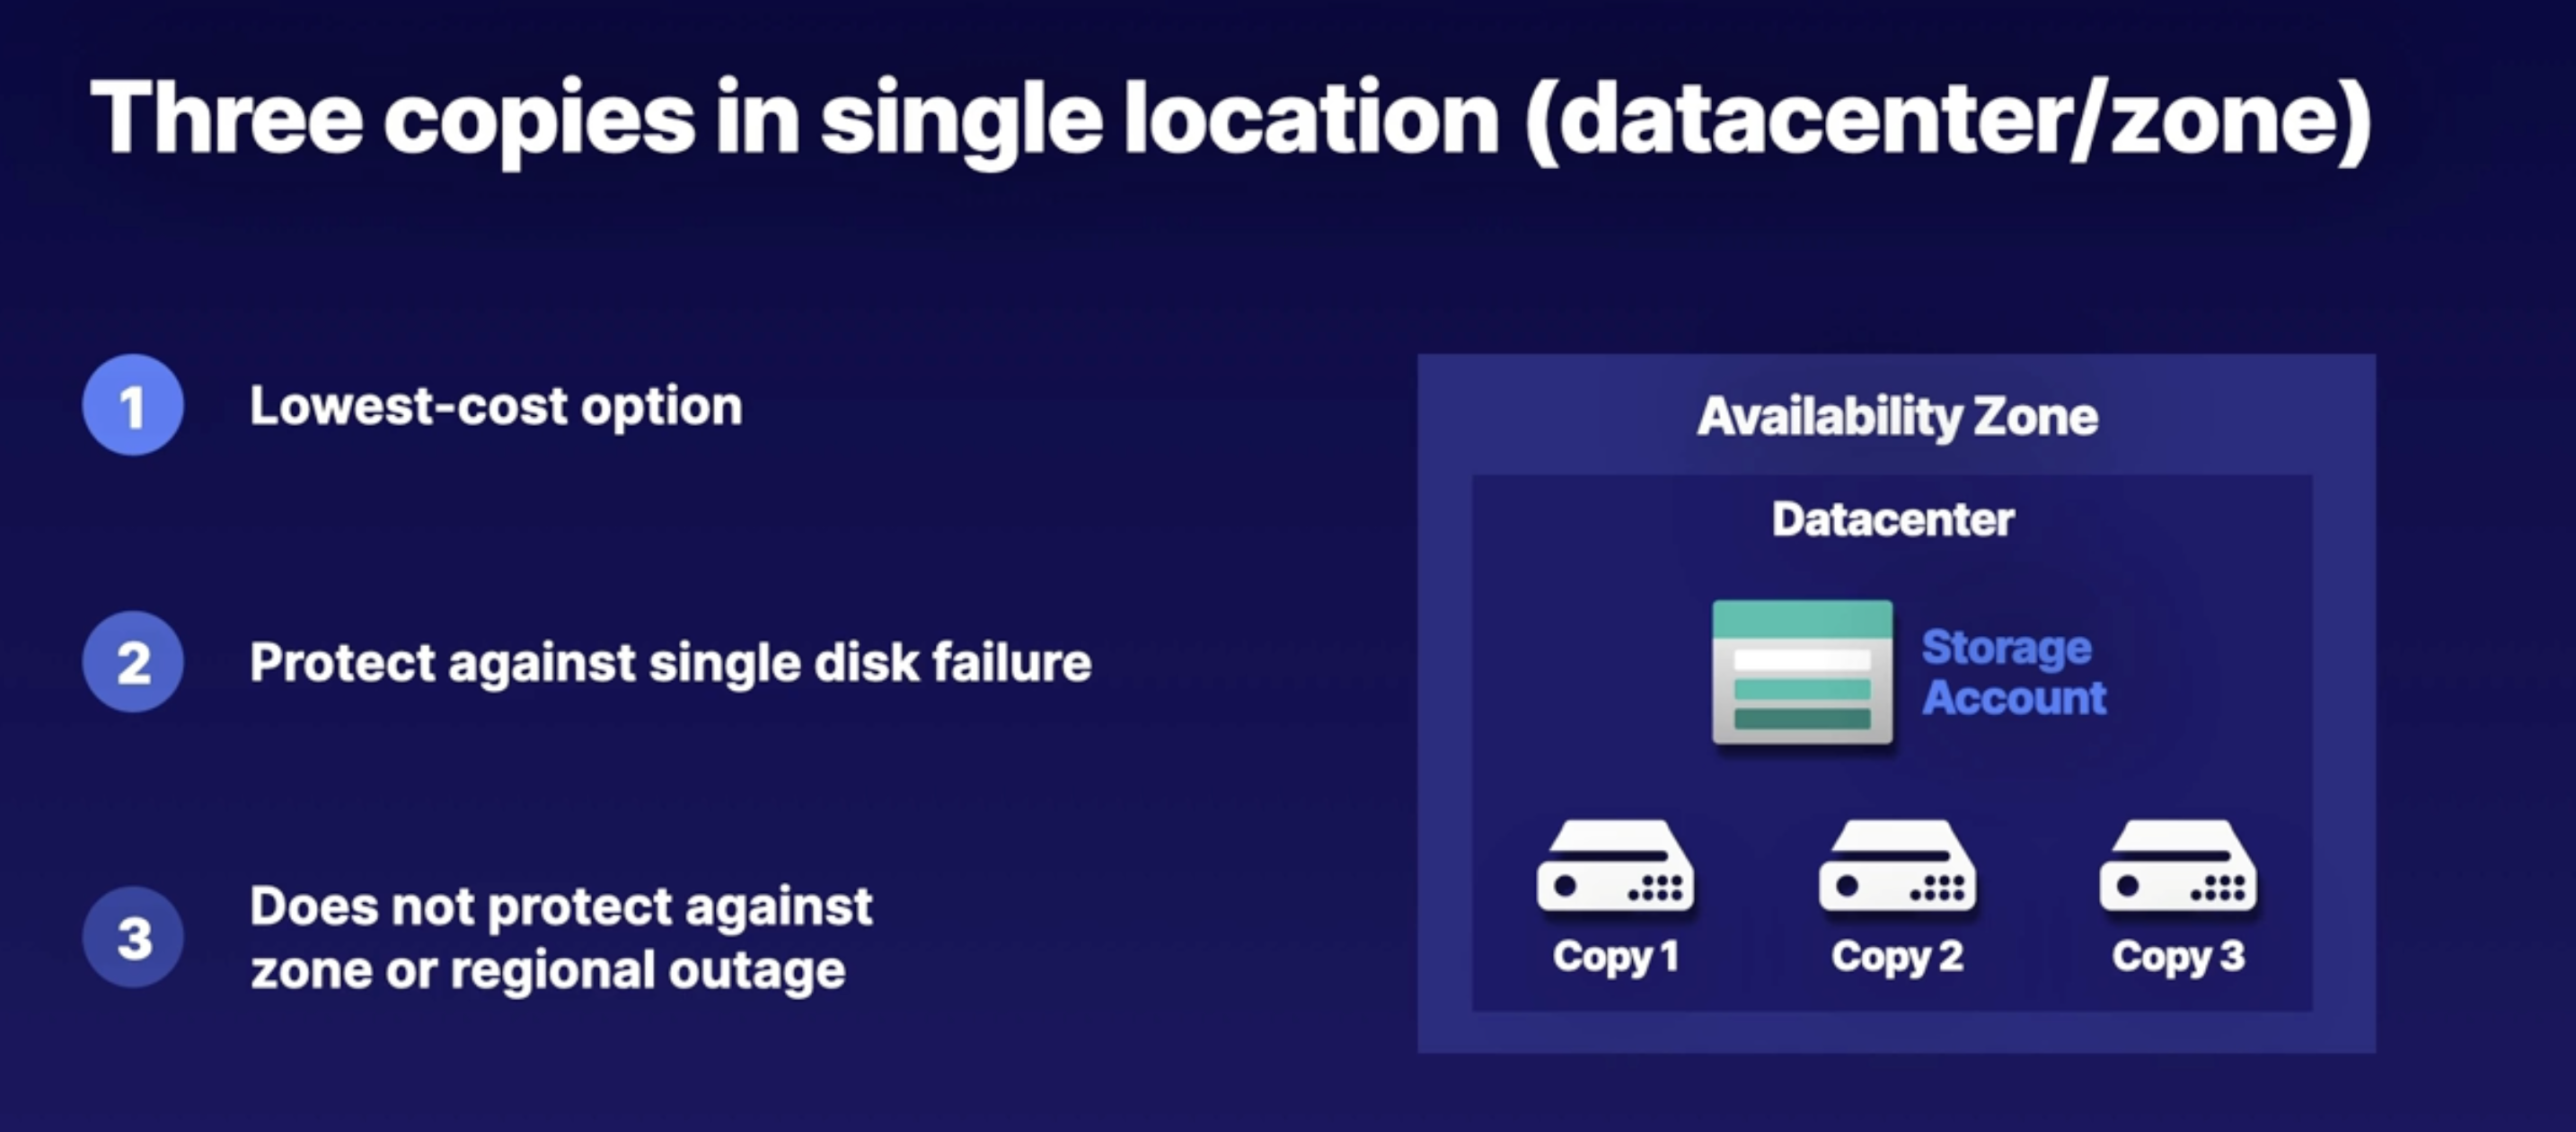 Three copies in single location (datacenter/zone)
1
Lowest-cost option
2
Protect against single disk failure
3
Does not protect against
zone or regional outage
Availability Zone
Datacenter
Storage
Account
Copy 1
Copy 2
Copy 3